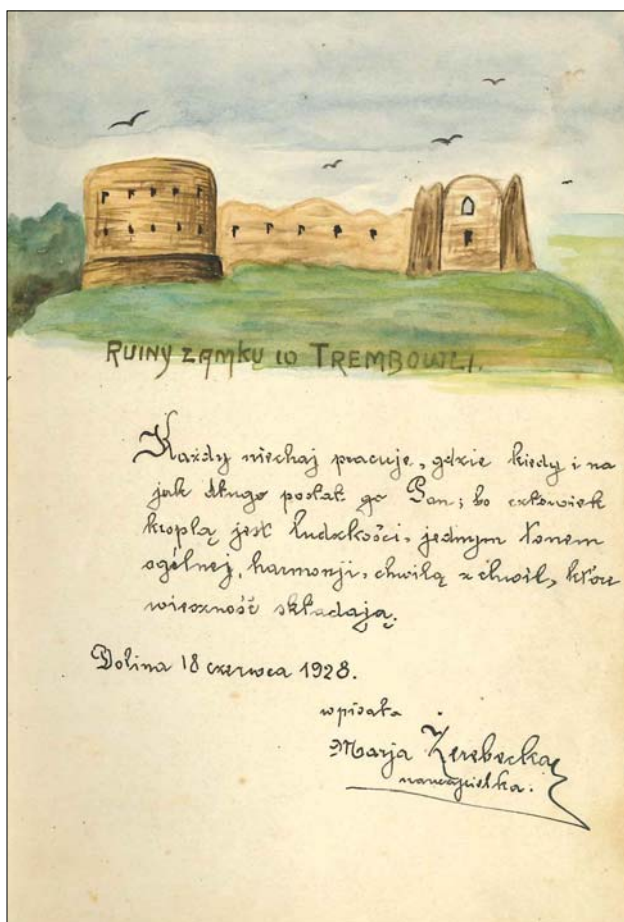 RUINY ZAMKU W TREMBOWLI.
Każdy niechaj pracuje, gdzie kiedy i na
jak długo posłał go Pan; bo człowiek
kroplą jest ludzkości, jednym tonem
ogólnej, harmonji, chwilą z chwil, które
wieczność składają.
Dolina 18 czerwca 1928.
wpisała
Marja Żerebecka
nauczycielka.